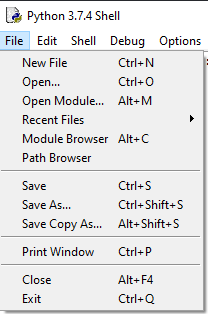 Python 3.7.4 Shell
File Edit Shell Debug Options
New File Ctrl+N
Open... Ctrl+O
Open Module... Alt+M
Recent Files
Module Browser Alt+C
Path Browser
Save Ctrl+S
Save As... Ctrl+Shift+S
Save Copy As... Alt+Shift+S
Print Window Ctrl+P
Close Alt+F4
Exit Ctrl+Q